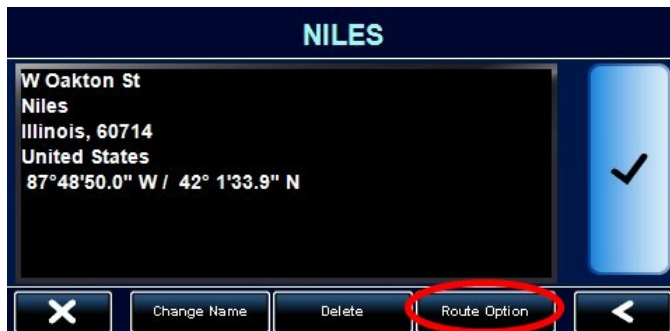 NILES
W Oakton St
Niles
Illinois, 60714
United States
87°48'50.0" W / 42° 1'33.9" N
Change Name Delete Route Option